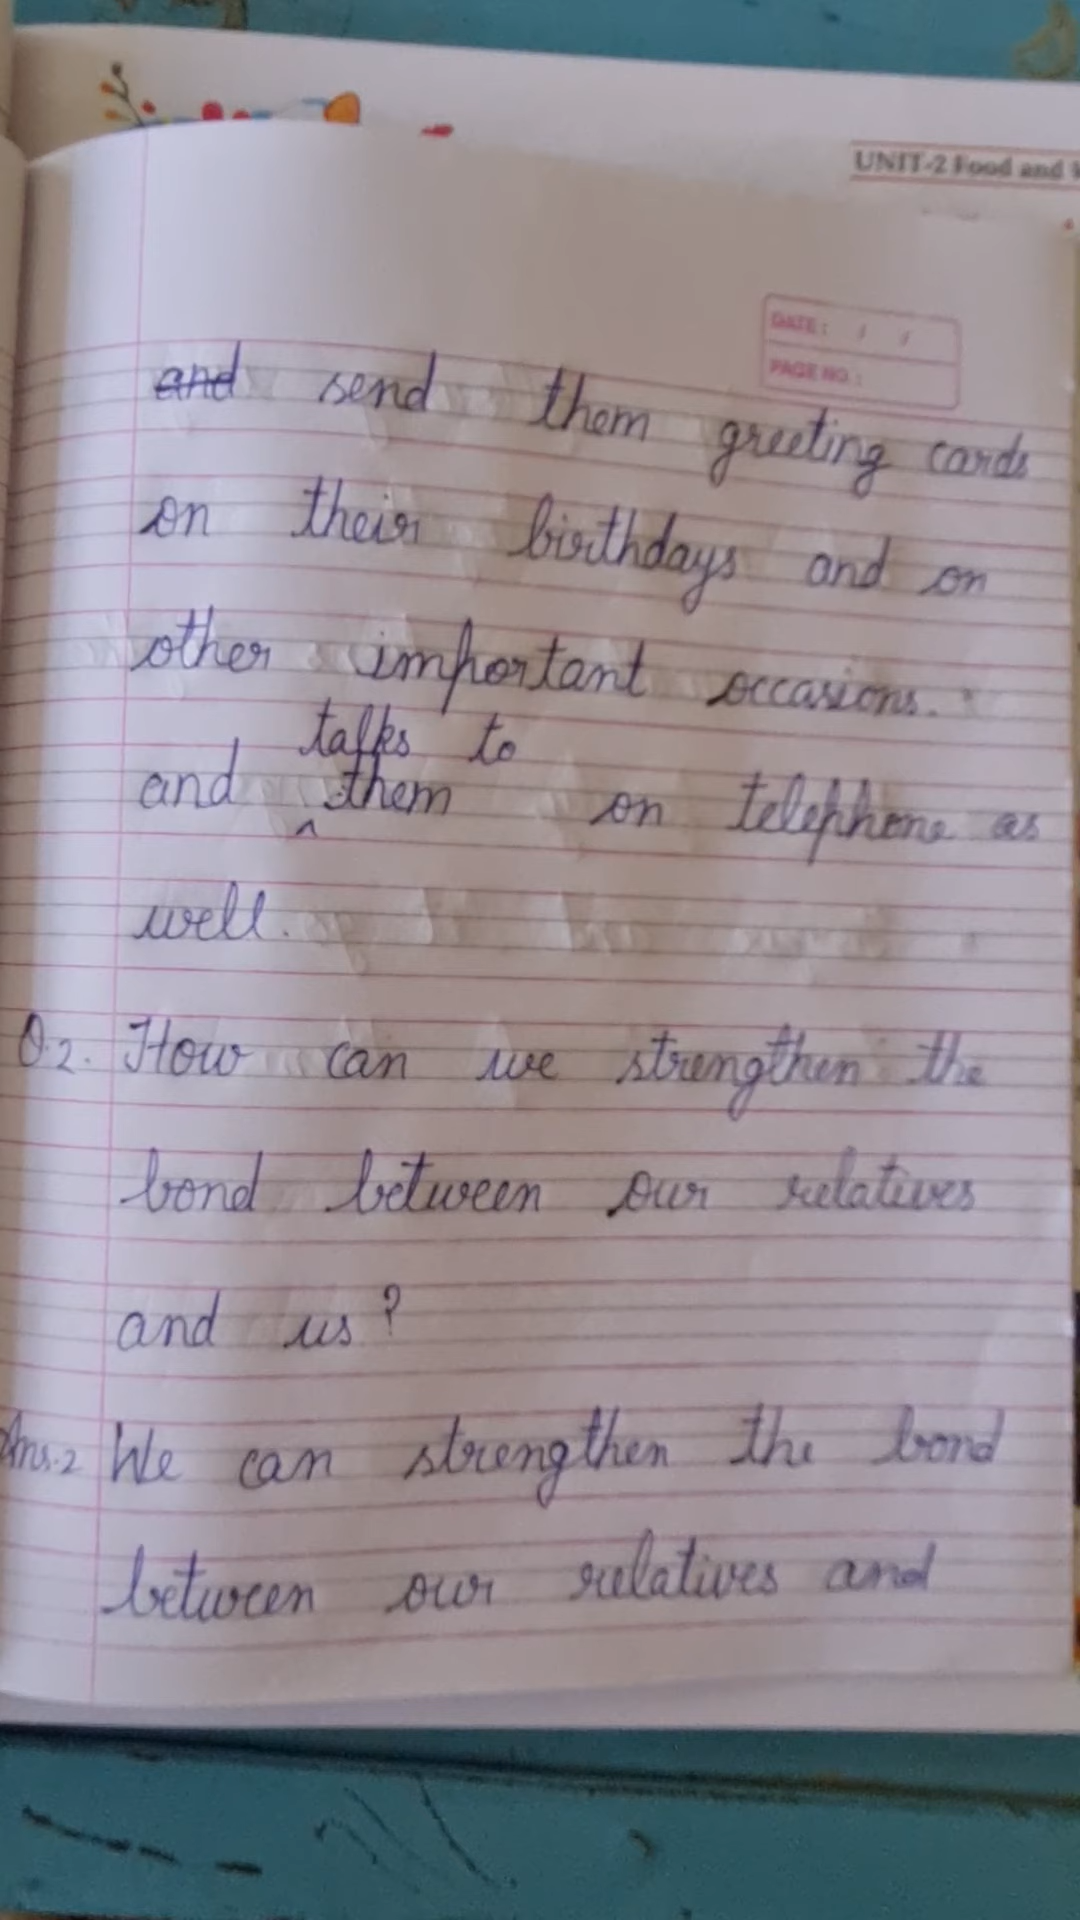 UNIT-2 Food and
DATE: / /
PAGE NO.:
and send them greeting cards
on their birthdays and on
other important occasions.
talks to
and ^ them on telephone as
well.
Q.2. How can we strengthen the
bond between our relatives
and us?
Ans.2 We can strengthen the bond
between our relatives and